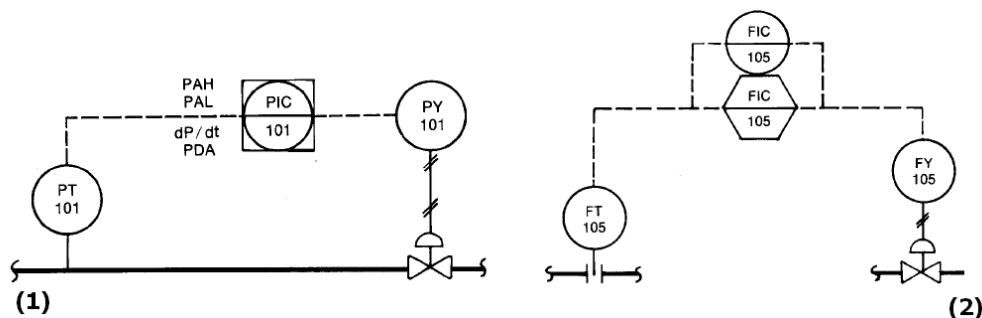 PAH
PAL
dP/dt
PDA
PIC
101
PY
101
PT
101
(1)
FIC
105
FIC
105
FT
105
FY
105
(2)